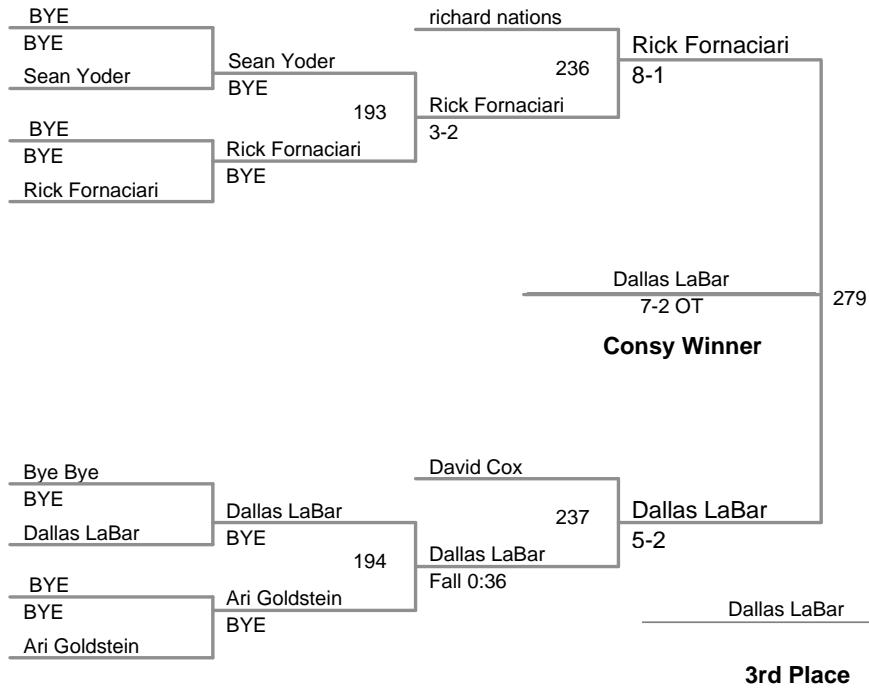 BYE
BYE
Sean Yoder
Sean Yoder
BYE
BYE
BYE
Rick Fornaciari
Rick Fornaciari
BYE
193
richard nations
Rick Fornaciari
3-2
236
Rick Fornaciari
8-1
Dallas LaBar
7-2 OT
Consy Winner
279
Bye Bye
BYE
Dallas LaBar
Dallas LaBar
BYE
BYE
BYE
Ari Goldstein
Ari Goldstein
BYE
194
David Cox
Dallas LaBar
Fall 0:36
237
Dallas LaBar
5-2
Dallas LaBar
3rd Place